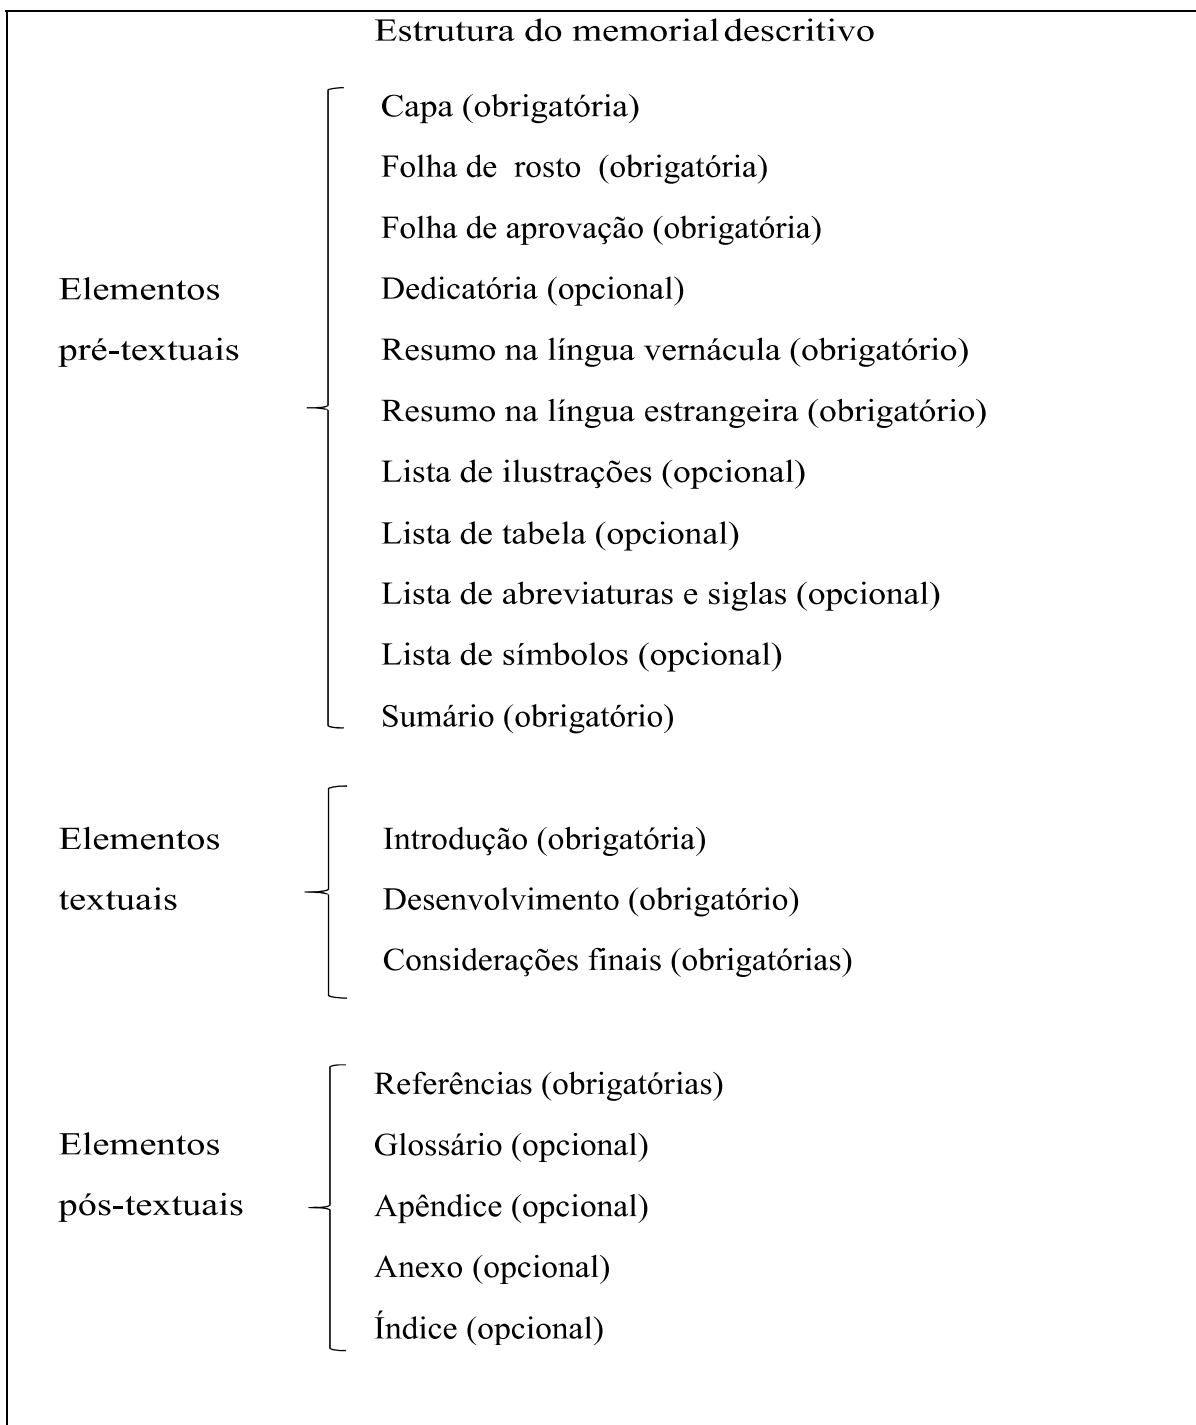 Estrutura do memorial descritivo
Capa (obrigatória)
Folha de rosto (obrigatória)
Folha de aprovação (obrigatória)
Elementos
Dedicatória (opcional)
pré-textuais
Resumo na língua vernácula (obrigatório)
Resumo na língua estrangeira (obrigatório)
Lista de ilustrações (opcional)
Lista de tabela (opcional)
Lista de abreviaturas e siglas (opcional)
Lista de símbolos (opcional)
Sumário (obrigatório)
Elementos
Introdução (obrigatória)
textuais
Desenvolvimento (obrigatório)
Considerações finais (obrigatórias)
Referências (obrigatórias)
Elementos
Glossário (opcional)
pós-textuais
Apêndice (opcional)
Anexo (opcional)
Índice (opcional)